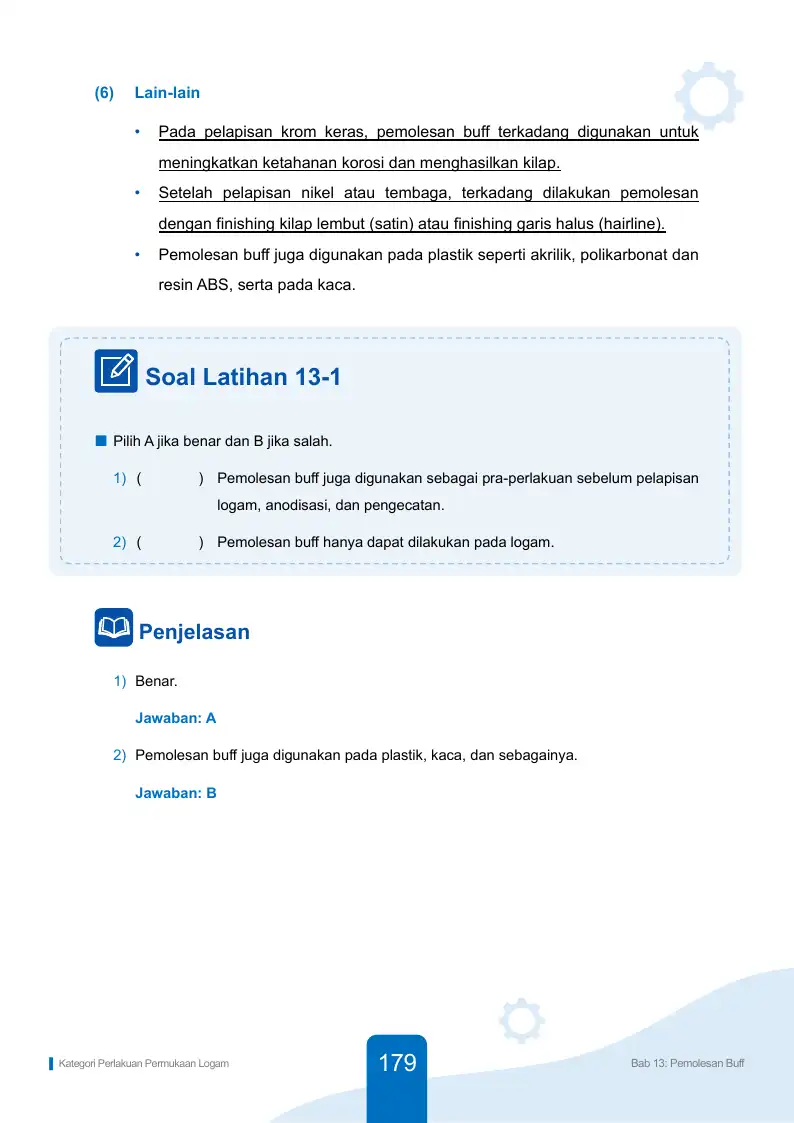 (6) Lain-lain
• Pada pelapisan krom keras, pemolesan buff terkadang digunakan untuk
meningkatkan ketahanan korosi dan menghasilkan kilap.
• Setelah pelapisan nikel atau tembaga, terkadang dilakukan pemolesan
dengan finishing kilap lembut (satin) atau finishing garis halus (hairline).
• Pemolesan buff juga digunakan pada plastik seperti akrilik, polikarbonat dan
resin ABS, serta pada kaca.
Soal Latihan 13-1
■ Pilih A jika benar dan B jika salah.
1) ( ) Pemolesan buff juga digunakan sebagai pra-perlakuan sebelum pelapisan
logam, anodisasi, dan pengecatan.
2) ( ) Pemolesan buff hanya dapat dilakukan pada logam.
Penjelasan
1) Benar.
Jawaban: A
2) Pemolesan buff juga digunakan pada plastik, kaca, dan sebagainya.
Jawaban: B
Kategori Perlakuan Permukaan Logam
179
Bab 13: Pemolesan Buff